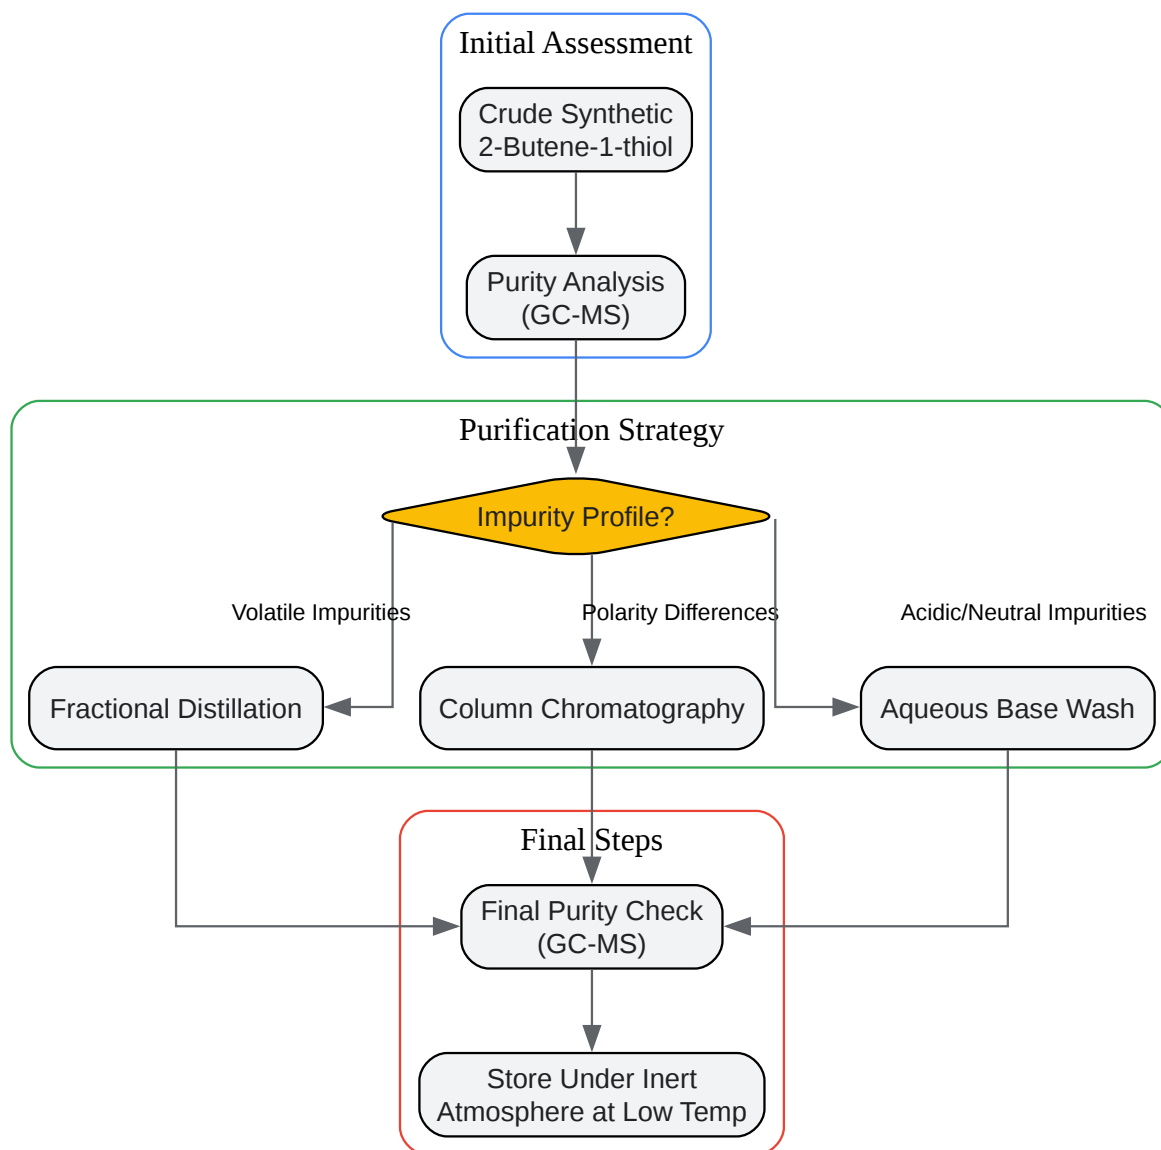 Initial Assessment
Crude Synthetic
2-Butene-1-thiol
Purity Analysis
(GC-MS)
Purification Strategy
Impurity Profile?
Volatile Impurities
Polarity Differences
Acidic/Neutral Impurities
Fractional Distillation
Column Chromatography
Aqueous Base Wash
Final Steps
Final Purity Check
(GC-MS)
Store Under Inert
Atmosphere at Low Temp